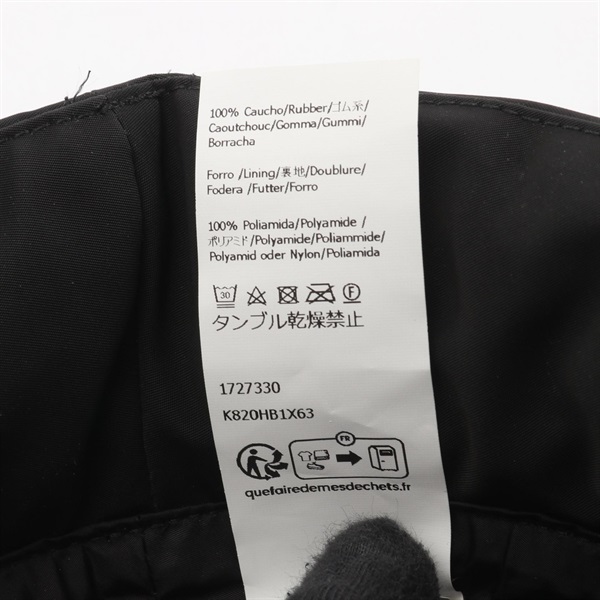 100% Caucho/Rubber/ゴム系/
Caoutchouc/Gomma/Gummi/
Borracha
Forro /Lining/裏地/Doublure/
Fodera /Futter/Forro
100% Poliamida/Polyamide /
ポリアミド/Polyamide/Poliammide/
Polyamid oder Nylon/Poliamida
30 F
タンブル乾燥禁止
1727330
K820HB1X63
FR
quefairedemesdechets.fr